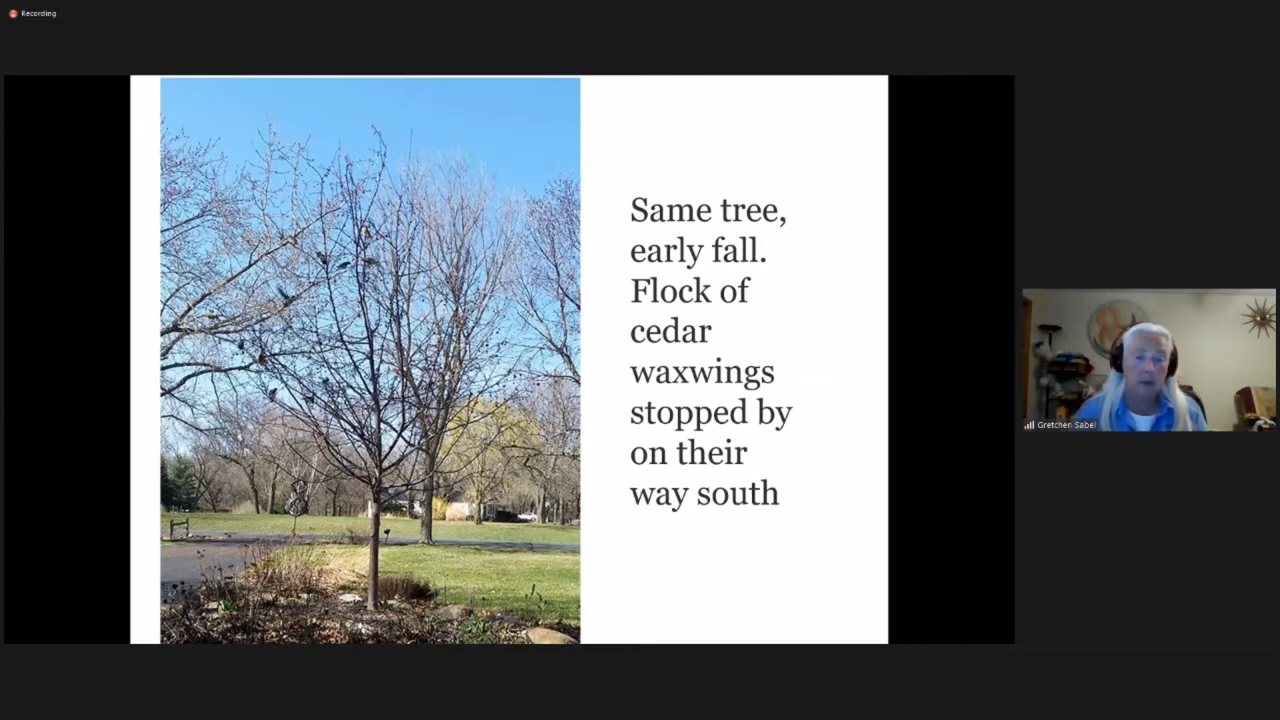 Recording
Same tree,
early fall.
Flock of
cedar
waxwings
stopped by
on their
way south
Gretchen Sabel